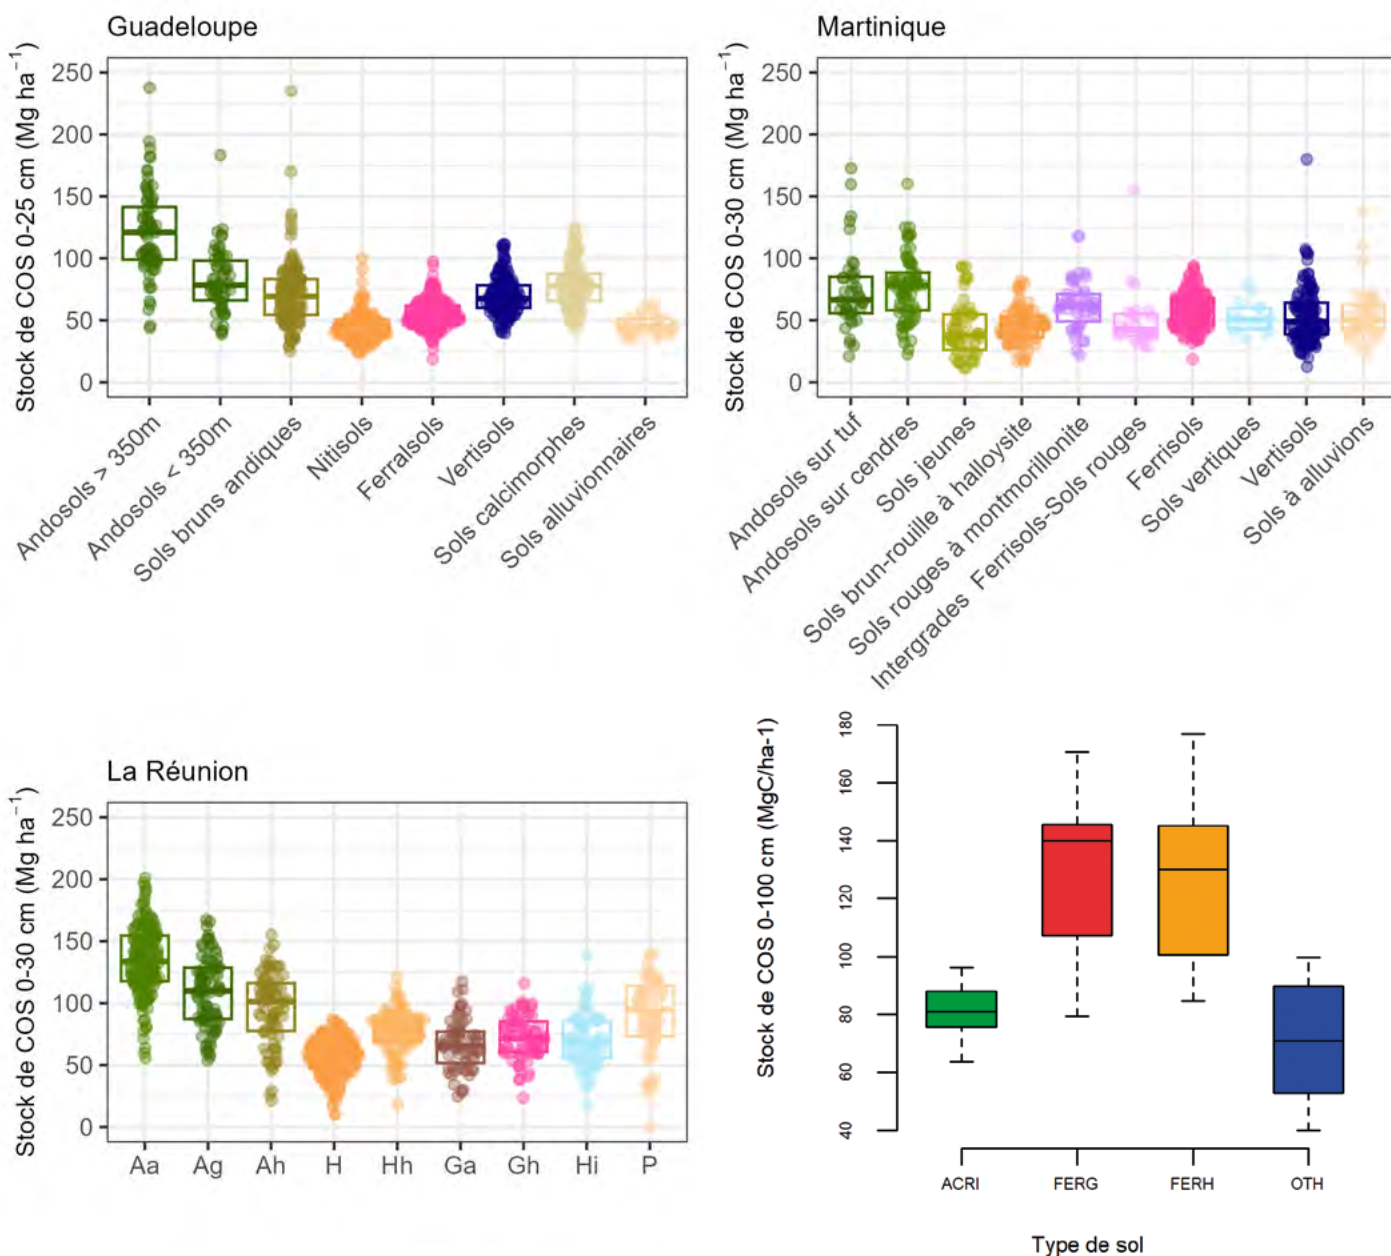 Guadeloupe
Stock de COS 0-25 cm (Mg ha⁻¹)
250
200
150
100
50
0
Andosols > 350m
Andosols < 350m
Sols bruns andiques
Nitisols
Ferralsols
Vertisols
Sols calcimorphes
Sols alluvionnaires
Martinique
Stock de COS 0-30 cm (Mg ha⁻¹)
250
200
150
100
50
0
Andosols sur tuf
Andosols sur cendres
Sols jeunes
Sols brun-rouille à halloysite
Sols rouges à montmorillonite
Intergrades Ferrisols-Sols rouges
Ferrisols
Sols vertiques
Vertisols
Sols à alluvions
La Réunion
Stock de COS 0-30 cm (Mg ha⁻¹)
250
200
150
100
50
0
Aa
Ag
Ah
H
Hh
Ga
Gh
Hi
P
Stock de COS 0-100 cm (MgC/ha-1)
180
160
140
120
100
80
60
40
ACRI
FERG
FERH
OTH
Type de sol